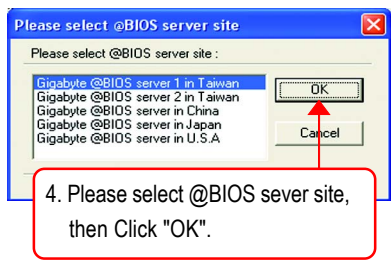 Please select @BIOS server site
Please select @BIOS server site :
Gigabyte @BIOS server 1 in Taiwan
Gigabyte @BIOS server 2 in Taiwan
Gigabyte @BIOS server in China
Gigabyte @BIOS server in Japan
Gigabyte @BIOS server in U.S.A
OK
Cancel
4. Please select @BIOS sever site,
then Click "OK".